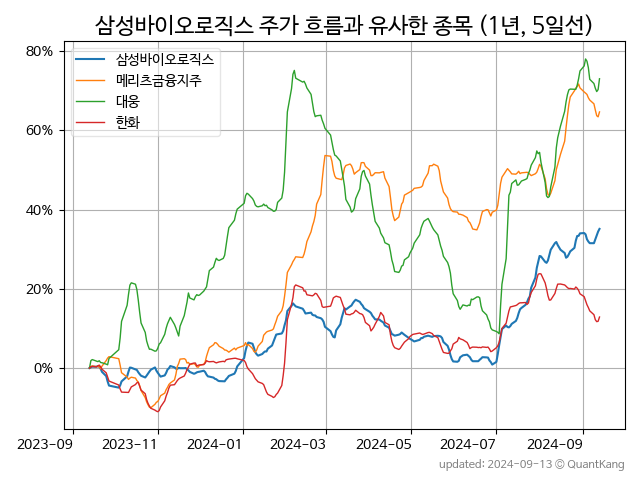 삼성바이오로직스 주가 흐름과 유사한 종목 (1년, 5일선)
삼성바이오로직스
메리츠금융지주
대웅
한화
80%
60%
40%
20%
0%
2023-09 2023-11 2024-01 2024-03 2024-05 2024-07 2024-09
updated: 2024-09-13 © QuantKang